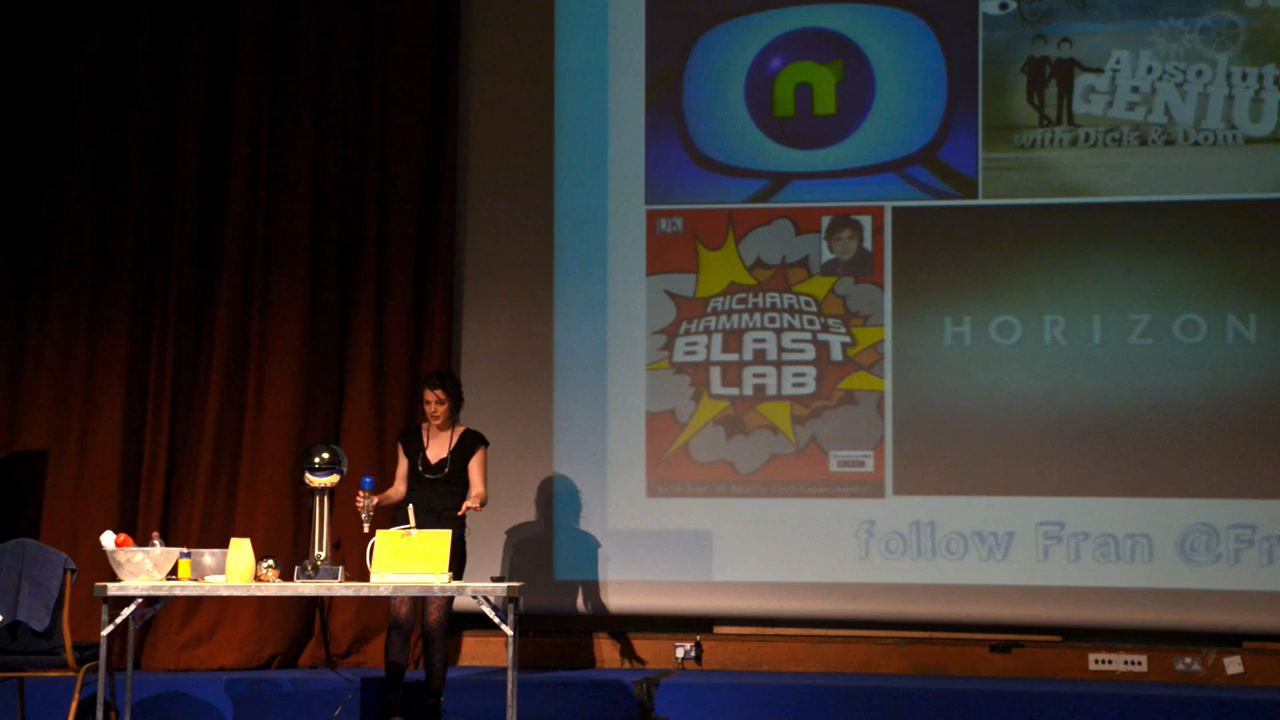 n
Absolut
GENIU
with Dick & Dom
DK
RICHARD
HAMMOND'S
BLAST
LAB
HORIZON
follow Fran @Fr